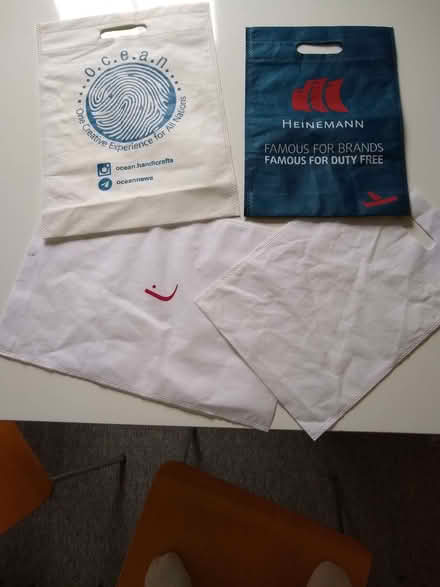 ..o.c.e.a.n...
One Creative Experience for All Nations
ocean.handicrafts
oceannews
HEINEMANN
FAMOUS FOR BRANDS
FAMOUS FOR DUTY FREE